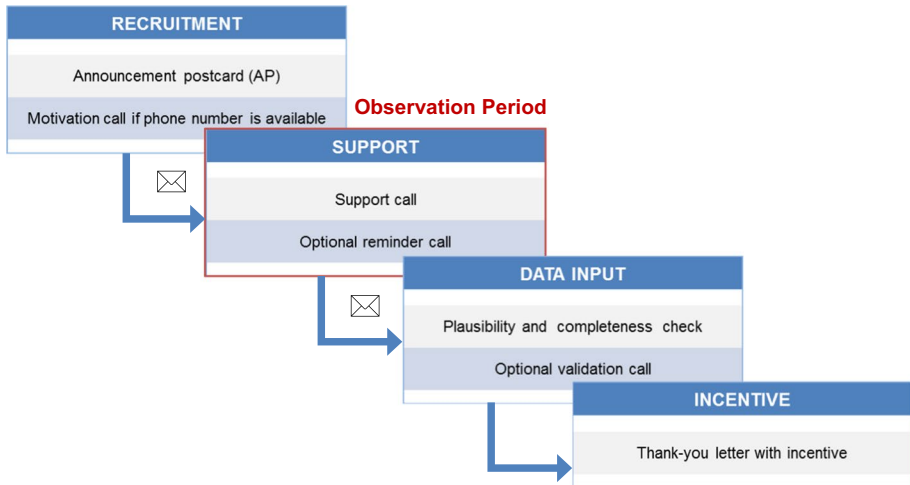 RECRUITMENT
Announcement postcard (AP)
Motivation call if phone number is available
Observation Period
SUPPORT
Support call
Optional reminder call
DATA INPUT
Plausibility and completeness check
Optional validation call
INCENTIVE
Thank-you letter with incentive